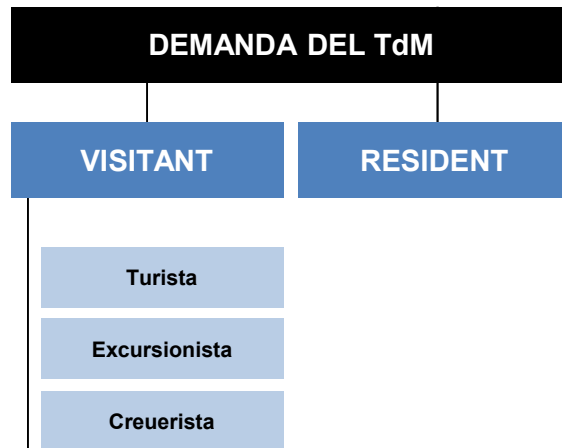 DEMANDA DEL TdM
VISITANT
RESIDENT
Turista
Excursionista
Creuerista